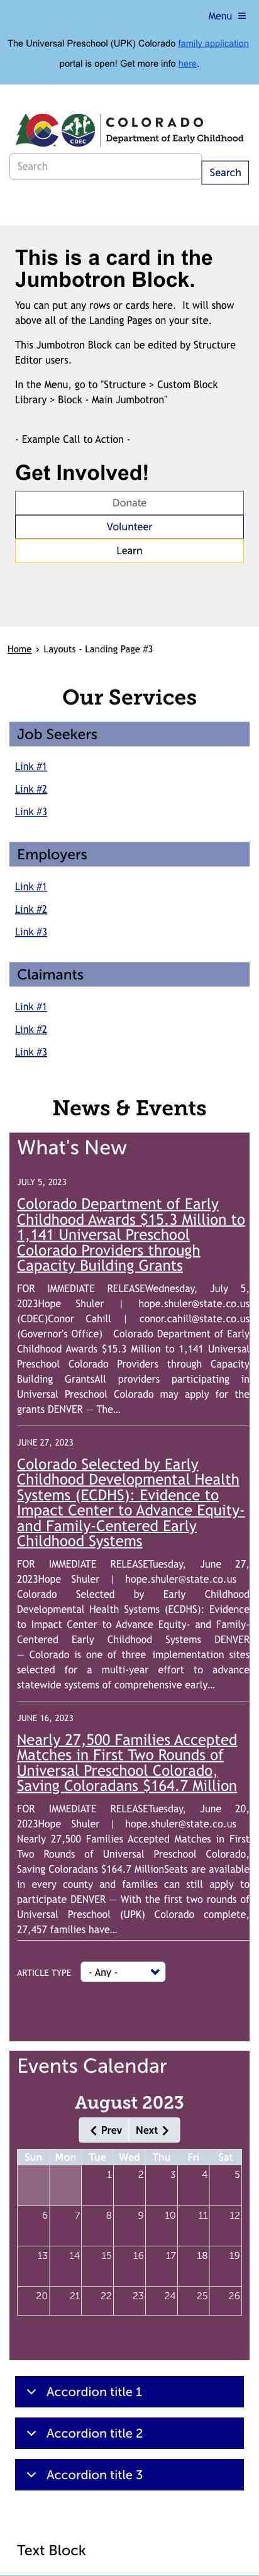 Menu ≡
The Universal Preschool (UPK) Colorado family application
portal is open! Get more info here.
CDEC
COLORADO
Department of Early Childhood
Search
Search
This is a card in the
Jumbotron Block.
You can put any rows or cards here. It will show
above all of the Landing Pages on your site.
This Jumbotron Block can be edited by Structure
Editor users.
In the Menu, go to "Structure > Custom Block
Library > Block - Main Jumbotron"
- Example Call to Action -
Get Involved!
Donate
Volunteer
Learn
Home › Layouts - Landing Page #3
Our Services
Job Seekers
Link #1
Link #2
Link #3
Employers
Link #1
Link #2
Link #3
Claimants
Link #1
Link #2
Link #3
News & Events
What's New
JULY 5, 2023
Colorado Department of Early
Childhood Awards $15.3 Million to
1,141 Universal Preschool
Colorado Providers through
Capacity Building Grants
FOR IMMEDIATE RELEASEWednesday, July 5,
2023Hope Shuler | hope.shuler@state.co.us
(CDEC)Conor Cahill | conor.cahill@state.co.us
(Governor's Office) Colorado Department of Early
Childhood Awards $15.3 Million to 1,141 Universal
Preschool Colorado Providers through Capacity
Building GrantsAll providers participating in
Universal Preschool Colorado may apply for the
grants DENVER — The…
JUNE 27, 2023
Colorado Selected by Early
Childhood Developmental Health
Systems (ECDHS): Evidence to
Impact Center to Advance Equity-
and Family-Centered Early
Childhood Systems
FOR IMMEDIATE RELEASETuesday, June 27,
2023Hope Shuler | hope.shuler@state.co.us
Colorado Selected by Early Childhood
Developmental Health Systems (ECDHS): Evidence
to Impact Center to Advance Equity- and Family-
Centered Early Childhood Systems DENVER
— Colorado is one of three implementation sites
selected for a multi-year effort to advance
statewide systems of comprehensive early…
JUNE 16, 2023
Nearly 27,500 Families Accepted
Matches in First Two Rounds of
Universal Preschool Colorado,
Saving Coloradans $164.7 Million
FOR IMMEDIATE RELEASETuesday, June 20,
2023Hope Shuler | hope.shuler@state.co.us
Nearly 27,500 Families Accepted Matches in First
Two Rounds of Universal Preschool Colorado,
Saving Coloradans $164.7 MillionSeats are available
in every county and families can still apply to
participate DENVER — With the first two rounds of
Universal Preschool (UPK) Colorado complete,
27,457 families have…
ARTICLE TYPE - Any -
Events Calendar
August 2023
Prev Next
Sun Mon Tue Wed Thu Fri Sat
1 2 3 4 5
6 7 8 9 10 11 12
13 14 15 16 17 18 19
20 21 22 23 24 25 26
Accordion title 1
Accordion title 2
Accordion title 3
Text Block